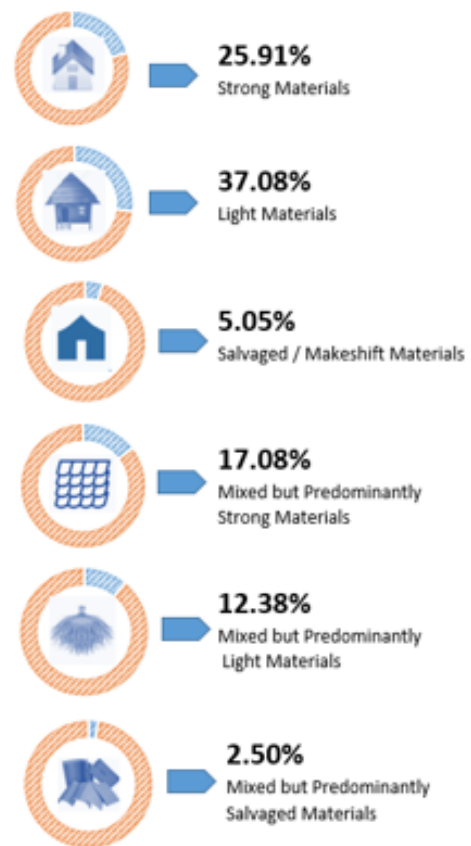 25.91%
Strong Materials
37.08%
Light Materials
5.05%
Salvaged / Makeshift Materials
17.08%
Mixed but Predominantly
Strong Materials
12.38%
Mixed but Predominantly
Light Materials
2.50%
Mixed but Predominantly
Salvaged Materials